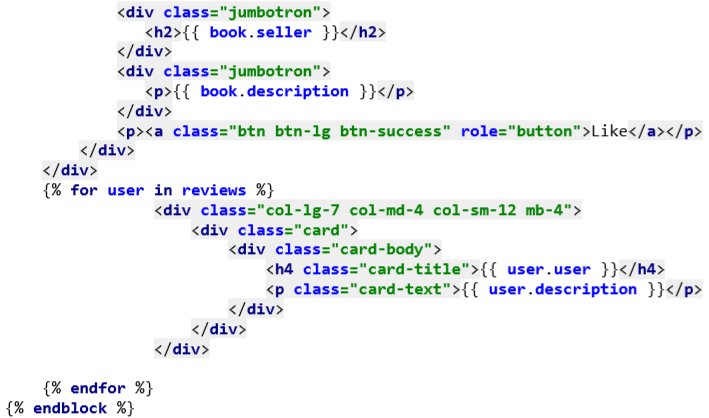 <div class="jumbotron">
<h2>{{ book.seller }}</h2>
</div>
<div class="jumbotron">
<p>{{ book.description }}</p>
</div>
<p><a class="btn btn-lg btn-success" role="button">Like</a></p>
</div>
</div>
{% for user in reviews %}
<div class="col-lg-7 col-md-4 col-sm-12 mb-4">
<div class="card">
<div class="card-body">
<h4 class="card-title">{{ user.user }}</h4>
<p class="card-text">{{ user.description }}</p>
</div>
</div>
</div>
{% endfor %}
{% endblock %}